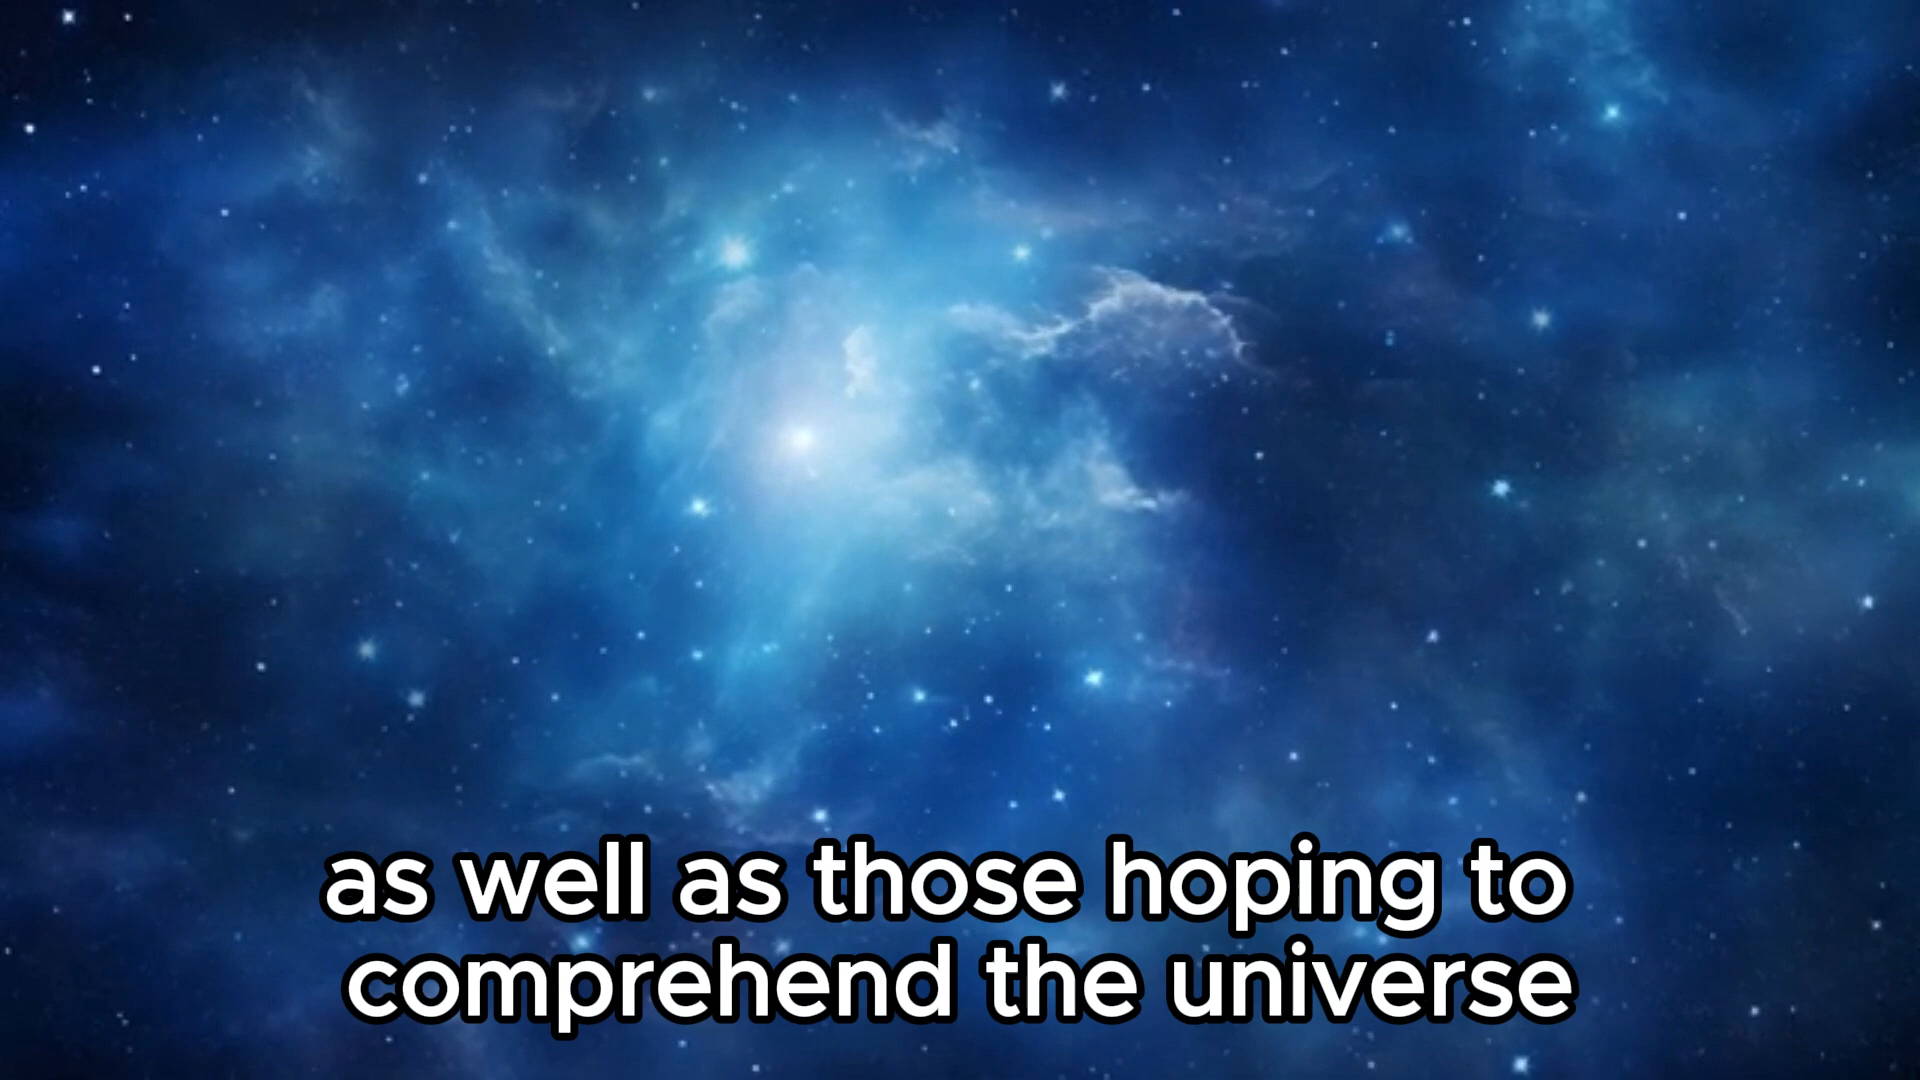 as well as those hoping to
comprehend the universe